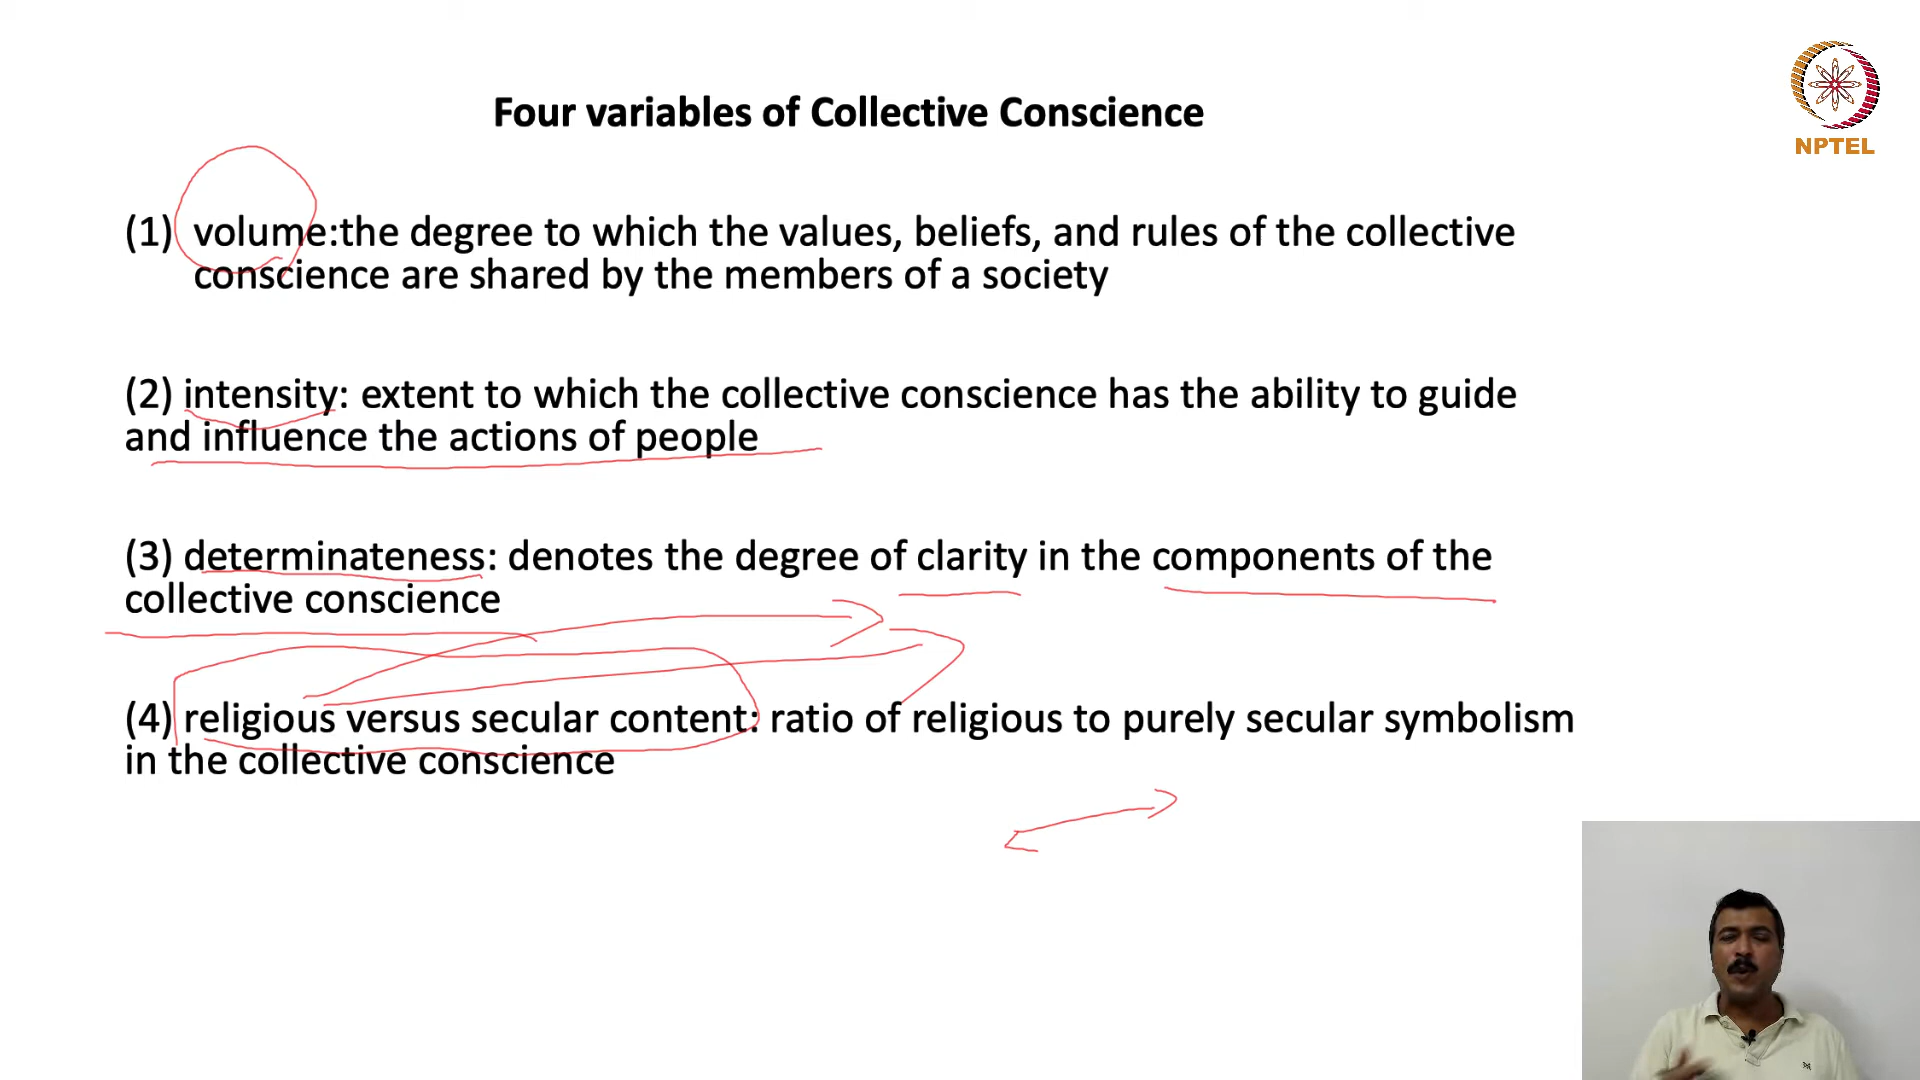 Four variables of Collective Conscience
NPTEL
(1) volume:the degree to which the values, beliefs, and rules of the collective
conscience are shared by the members of a society
(2) intensity: extent to which the collective conscience has the ability to guide
and influence the actions of people
(3) determinateness: denotes the degree of clarity in the components of the
collective conscience
(4) religious versus secular content: ratio of religious to purely secular symbolism
in the collective conscience